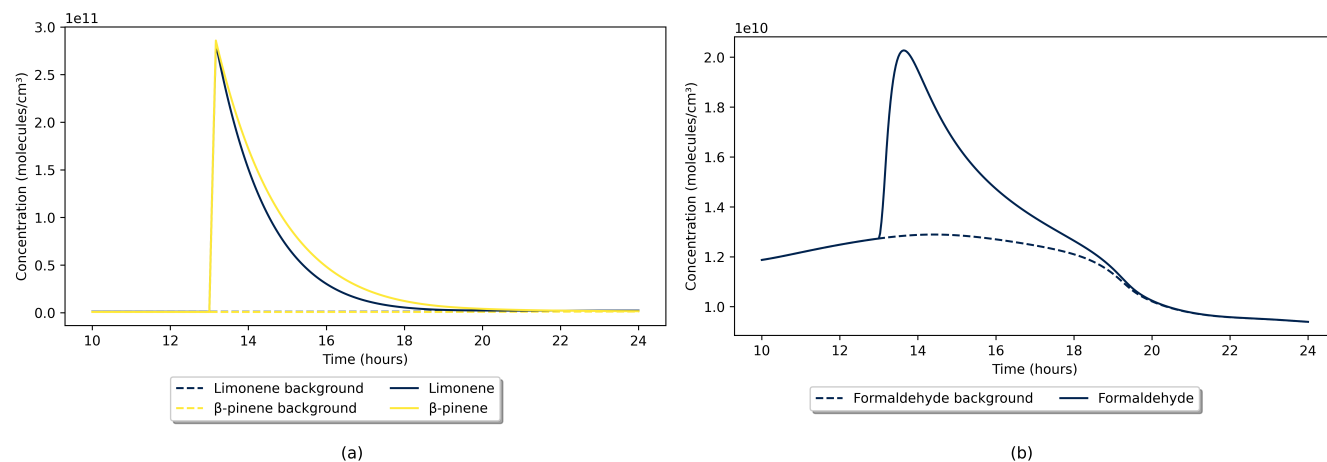 1e11
3.0
2.5
2.0
1.5
1.0
0.5
0.0
Concentration (molecules/cm³)
10 12 14 16 18 20 22 24
Time (hours)
Limonene background Limonene
β-pinene background β-pinene
(a)
1e10
2.0
1.8
1.6
1.4
1.2
1.0
Concentration (molecules/cm³)
10 12 14 16 18 20 22 24
Time (hours)
Formaldehyde background Formaldehyde
(b)